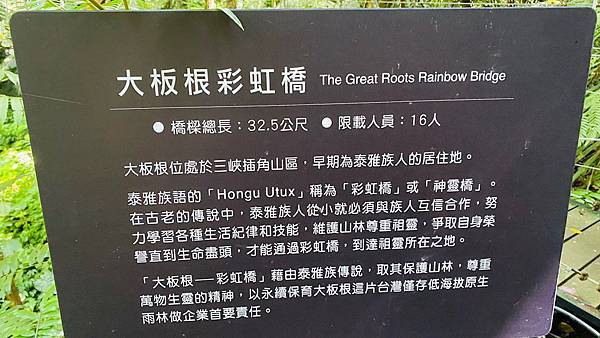 大板根彩虹橋 The Great Roots Rainbow Bridge
● 橋樑總長：32.5公尺 ● 限載人員：16人
大板根位處於三峽插角山區，早期為泰雅族人的居住地。
泰雅族語的「Hongu Utux」稱為「彩虹橋」或「神靈橋」。
在古老的傳說中，泰雅族人從小就必須與族人互信合作，努
力學習各種生活紀律和技能，維護山林尊重祖靈，爭取自身榮
譽直到生命盡頭，才能通過彩虹橋，到達祖靈所在之地。
「大板根──彩虹橋」藉由泰雅族傳說，取其保護山林，尊重
萬物生靈的精神，以永續保育大板根這片台灣僅存低海拔原生
雨林做企業首要責任。